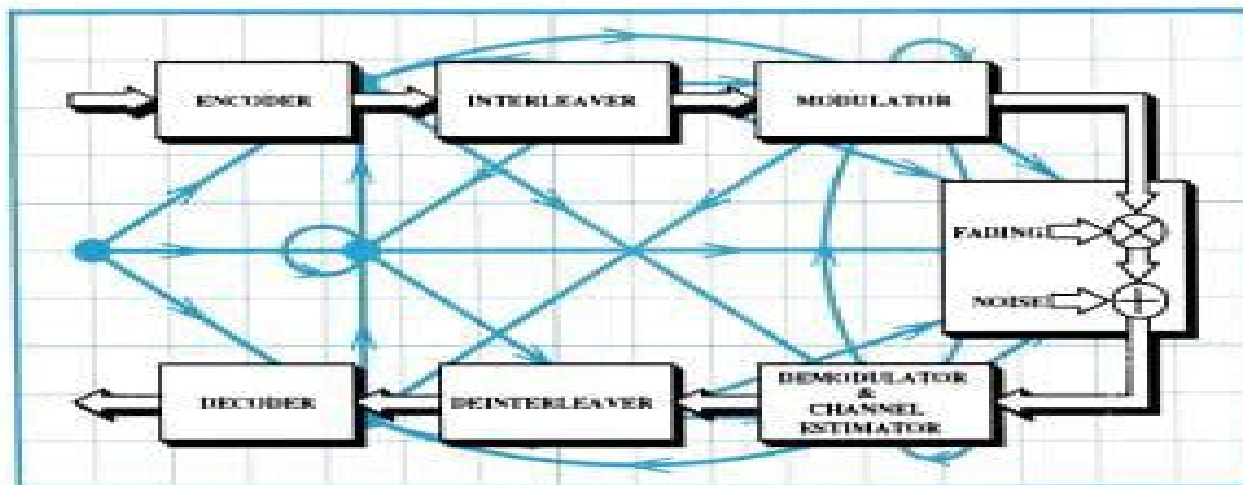 ENCODER
INTERLEAVER
MODULATOR
FADING
NOISE
DECODER
DEINTERLEAVER
DEMODULATOR
&
CHANNEL
ESTIMATOR